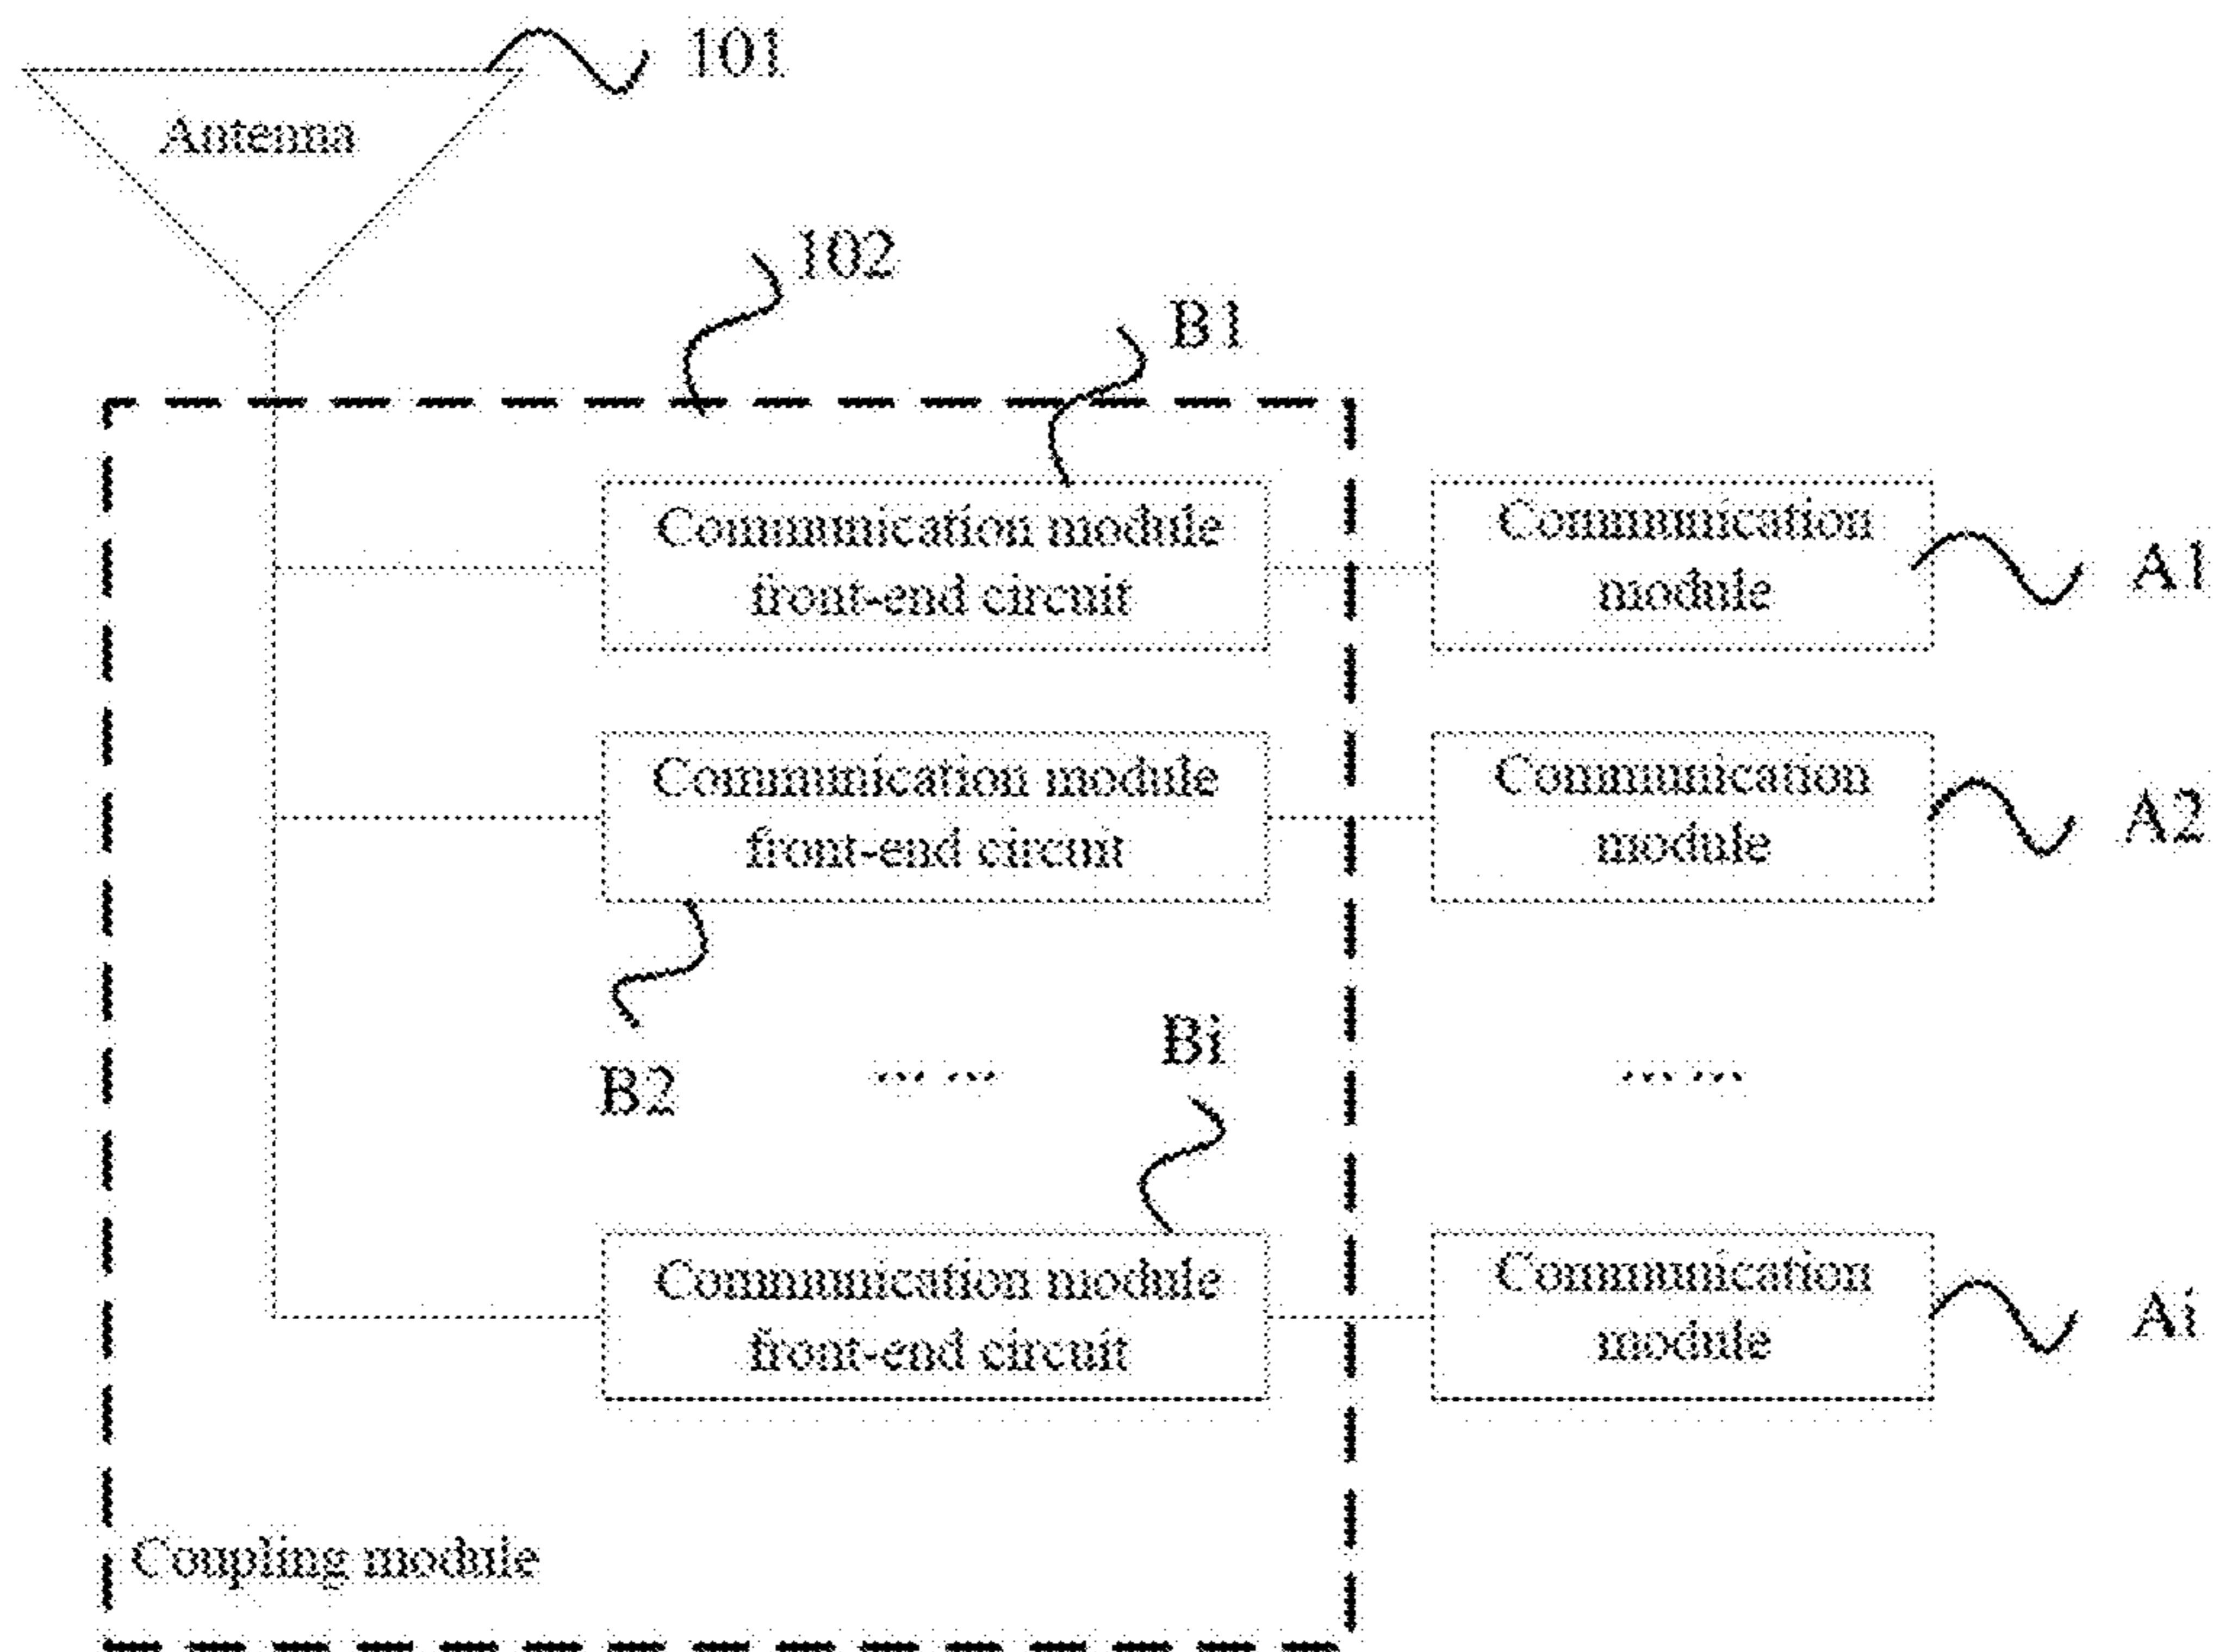 101
Antenna
102
B1
Communication module
front-end circuit
Communication
module
A1
Communication module
front-end circuit
Communication
module
A2
B2
... ...
Bi
... ...
Communication module
front-end circuit
Communication
module
Ai
Coupling module